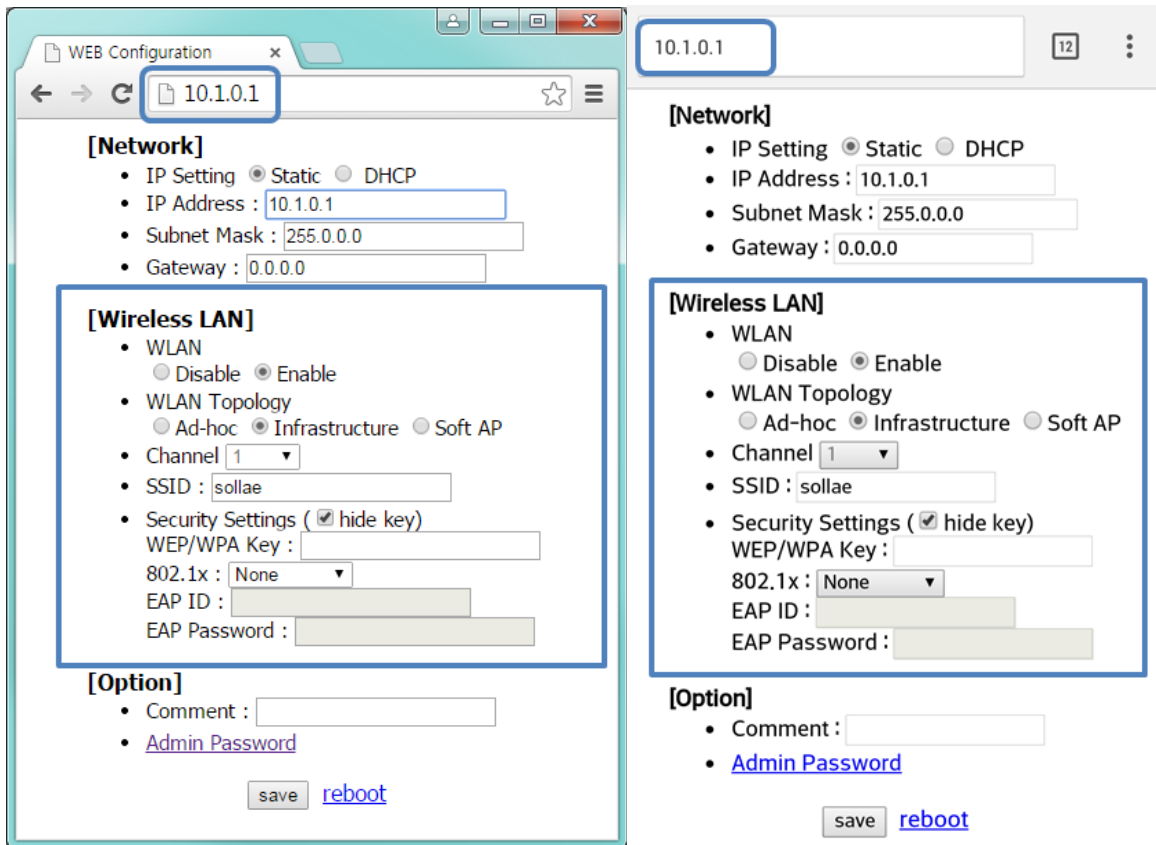 WEB Configuration
10.1.0.1
[Network]
• IP Setting Static DHCP
• IP Address : 10.1.0.1
• Subnet Mask : 255.0.0.0
• Gateway : 0.0.0.0
[Wireless LAN]
• WLAN
Disable Enable
• WLAN Topology
Ad-hoc Infrastructure Soft AP
• Channel 1
• SSID : sollae
• Security Settings ( hide key)
WEP/WPA Key :
802.1x : None
EAP ID :
EAP Password :
[Option]
• Comment :
• Admin Password
save reboot
10.1.0.1 12
[Network]
• IP Setting Static DHCP
• IP Address : 10.1.0.1
• Subnet Mask : 255.0.0.0
• Gateway : 0.0.0.0
[Wireless LAN]
• WLAN
Disable Enable
• WLAN Topology
Ad-hoc Infrastructure Soft AP
• Channel 1
• SSID : sollae
• Security Settings ( hide key)
WEP/WPA Key :
802.1x : None
EAP ID :
EAP Password :
[Option]
• Comment :
• Admin Password
save reboot